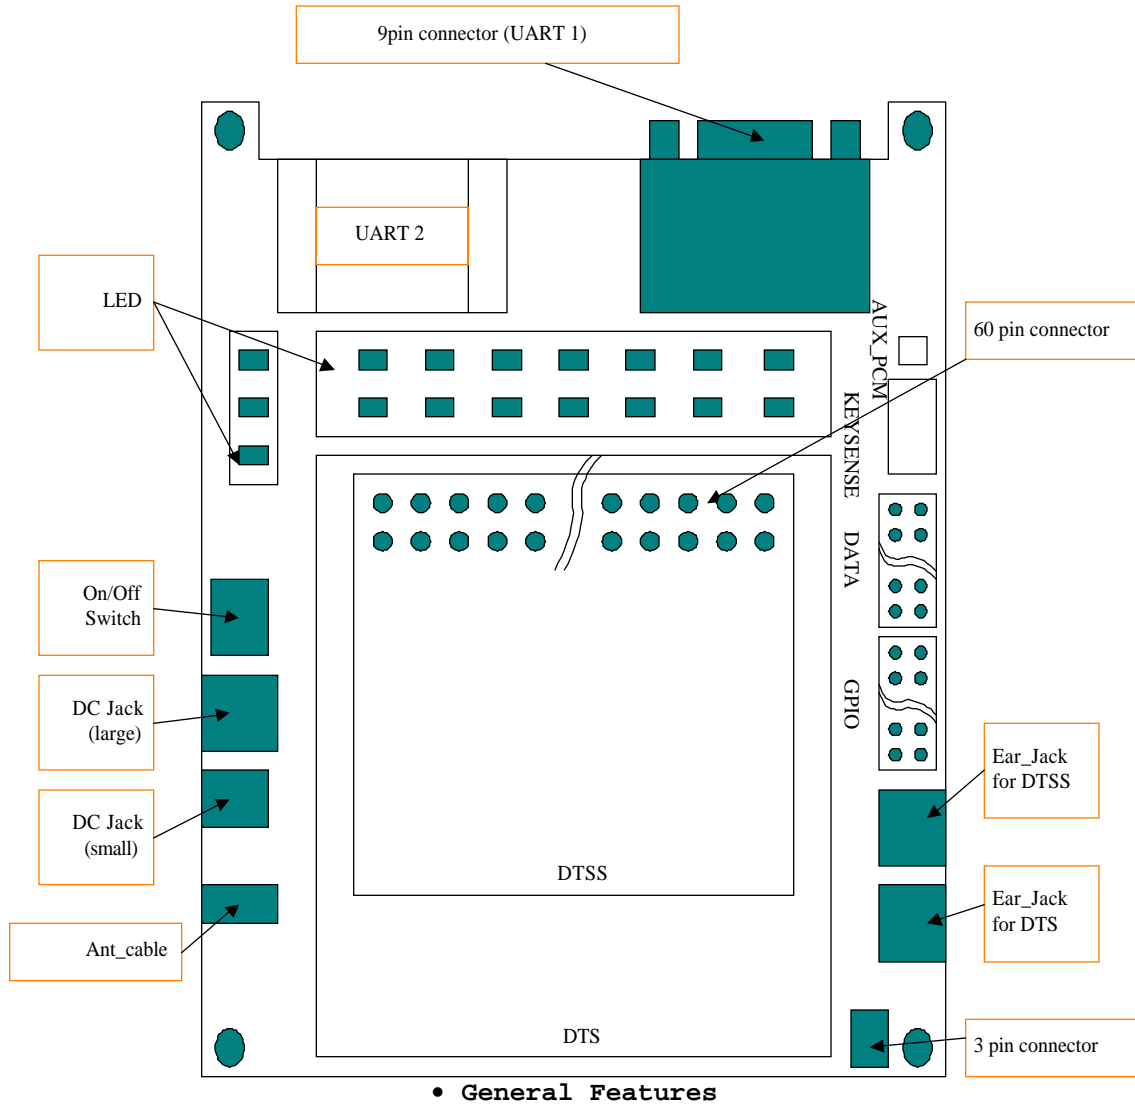 9pin connector (UART 1)
UART 2
LED
AUX_PCM
60 pin connector
KEYSENSE
DATA
On/Off
Switch
GPIO
DC Jack
(large)
Ear_Jack
for DTSS
DC Jack
(small)
DTSS
Ear_Jack
for DTS
Ant_cable
DTS
3 pin connector
• General Features